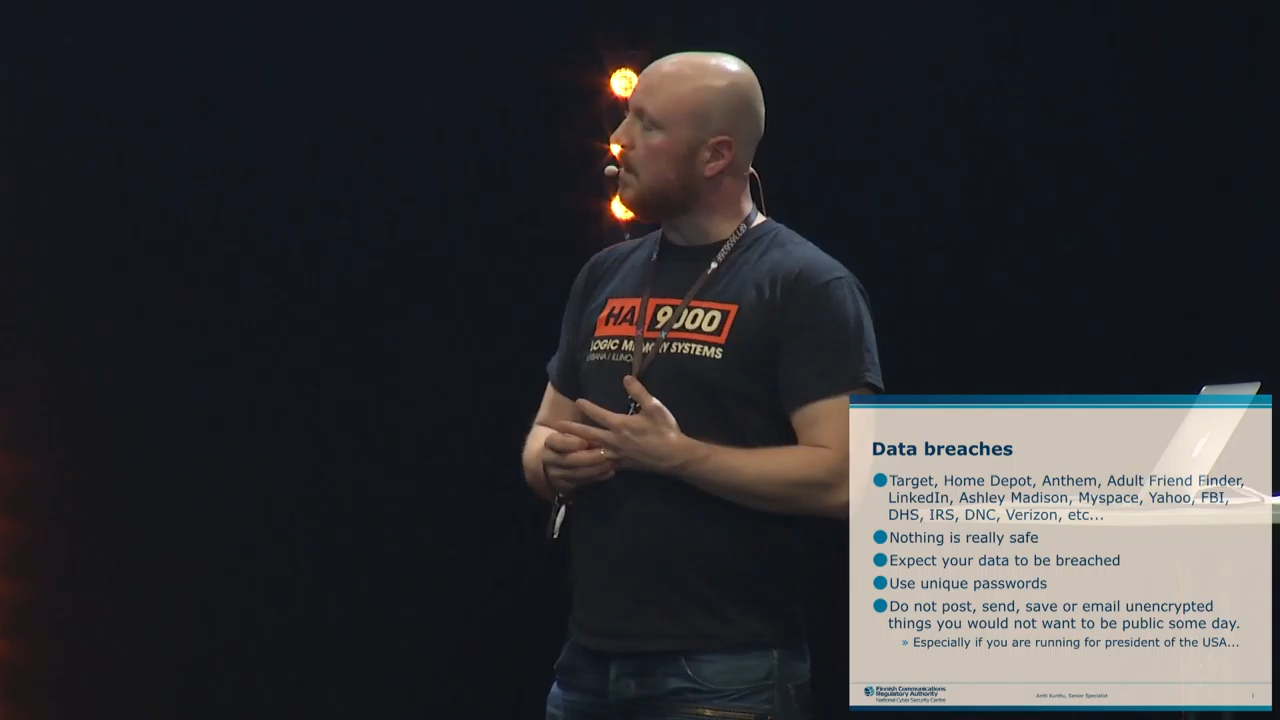 HAL 9000
LOGIC MEMORY SYSTEMS
Data breaches
Target, Home Depot, Anthem, Adult Friend Finder,
LinkedIn, Ashley Madison, Myspace, Yahoo, FBI,
DHS, IRS, DNC, Verizon, etc...
Nothing is really safe
Expect your data to be breached
Use unique passwords
Do not post, send, save or email unencrypted
things you would not want to be public some day.
» Especially if you are running for president of the USA...
Finnish Communications
Regulatory Authority
National Cyber Security Centre
Antti Kurittu, Senior Specialist